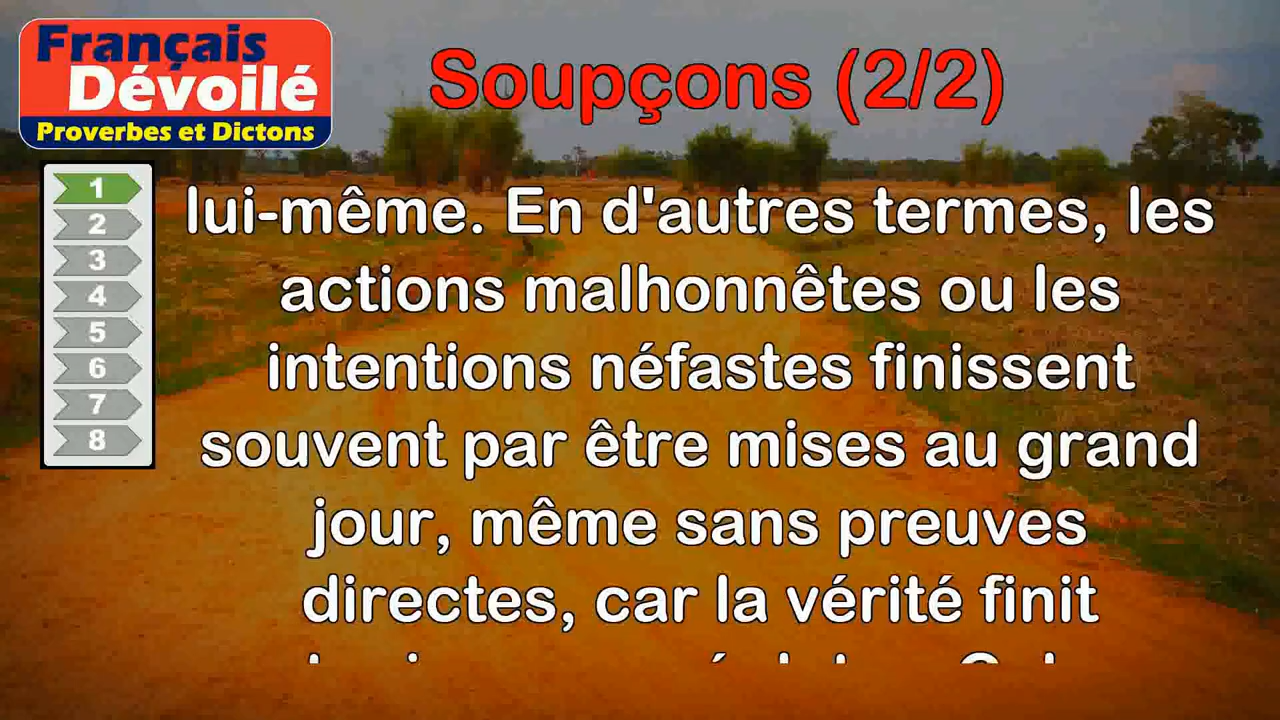 Français
Dévoilé
Proverbes et Dictons
Soupçons (2/2)
1
2
3
4
5
6
7
8
lui-même. En d'autres termes, les
actions malhonnêtes ou les
intentions néfastes finissent
souvent par être mises au grand
jour, même sans preuves
directes, car la vérité finit